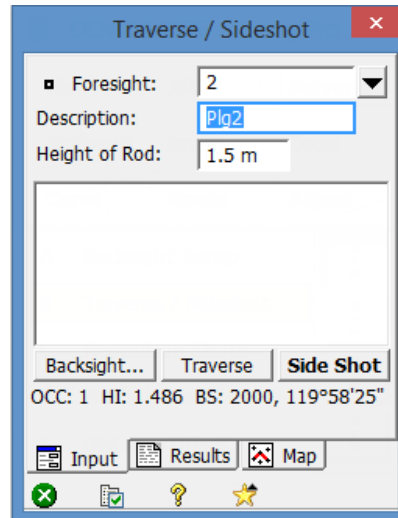 Traverse / Sideshot
Foresight: 2
Description: Plg2
Height of Rod: 1.5 m
Backsight... Traverse Side Shot
OCC: 1 HI: 1.486 BS: 2000, 119°58'25"
Input Results Map